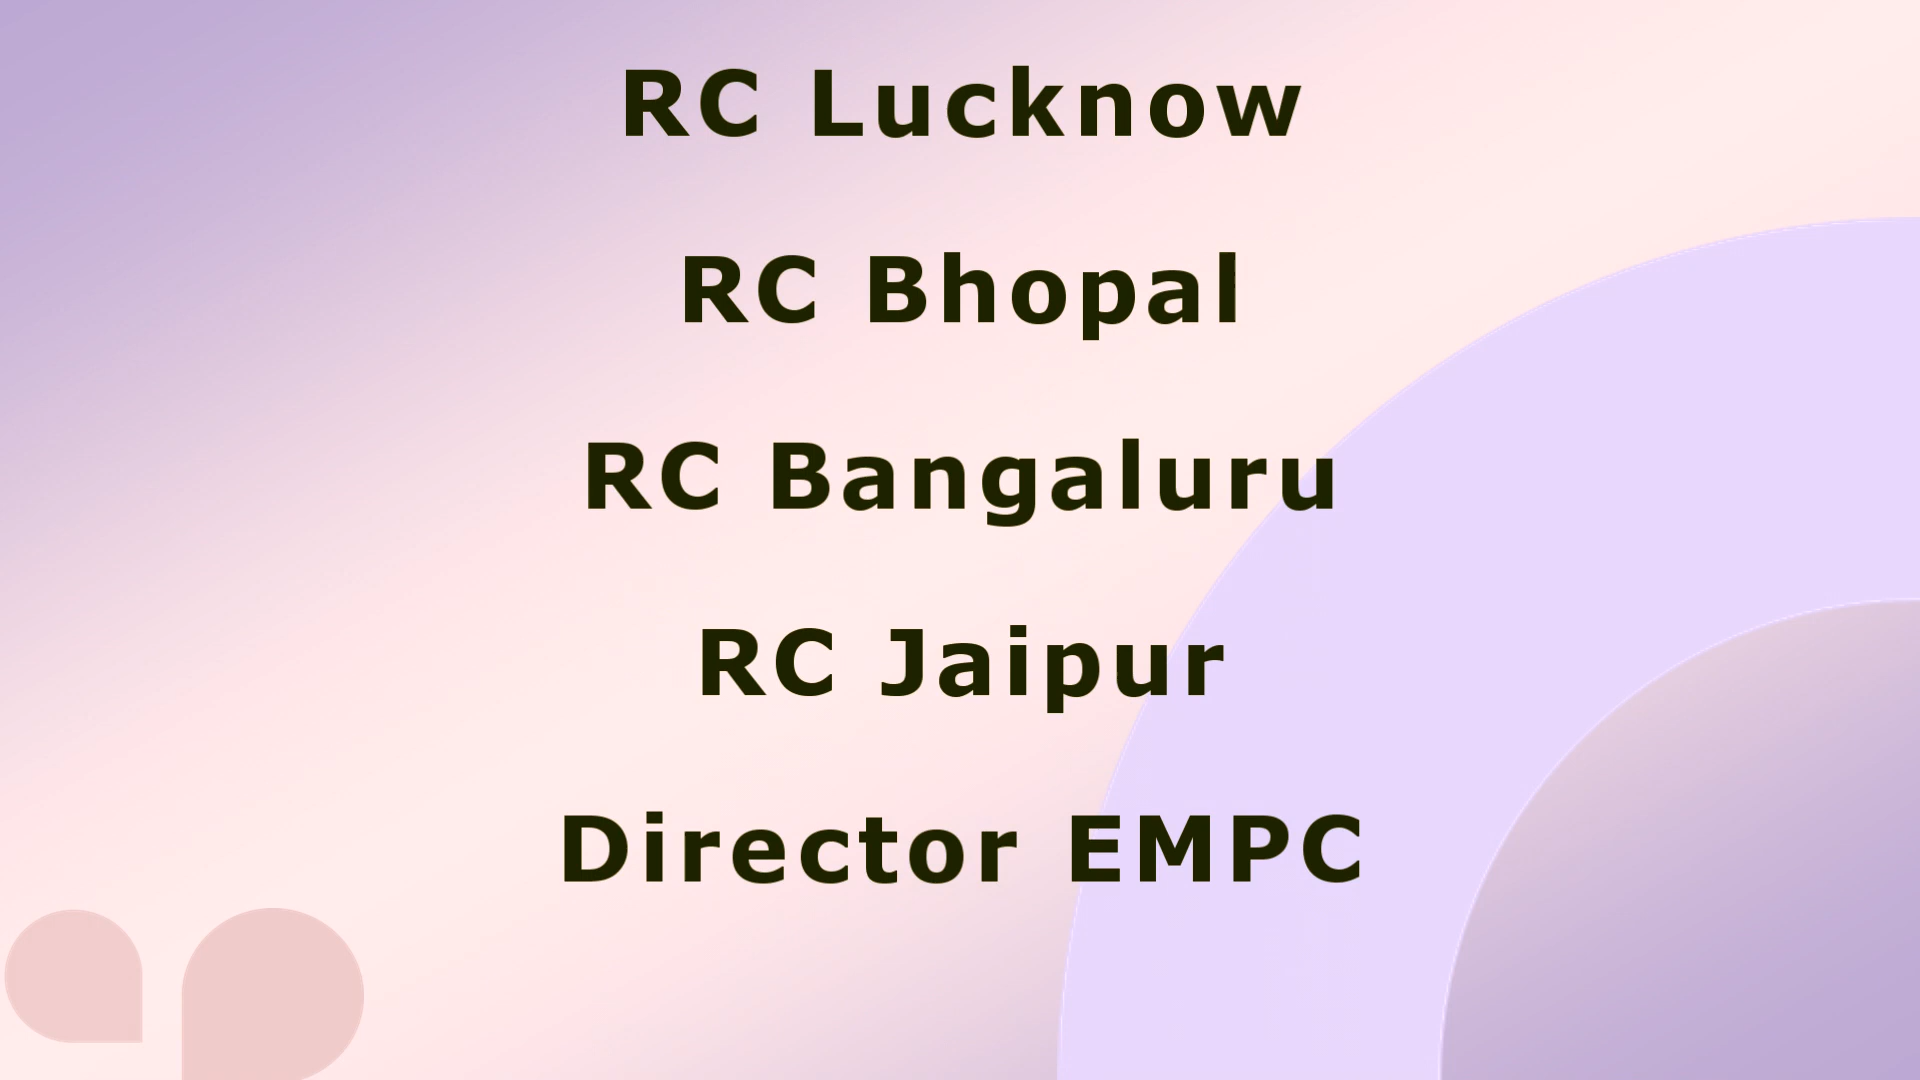 RC Lucknow
RC Bhopal
RC Bangaluru
RC Jaipur
Director EMPC